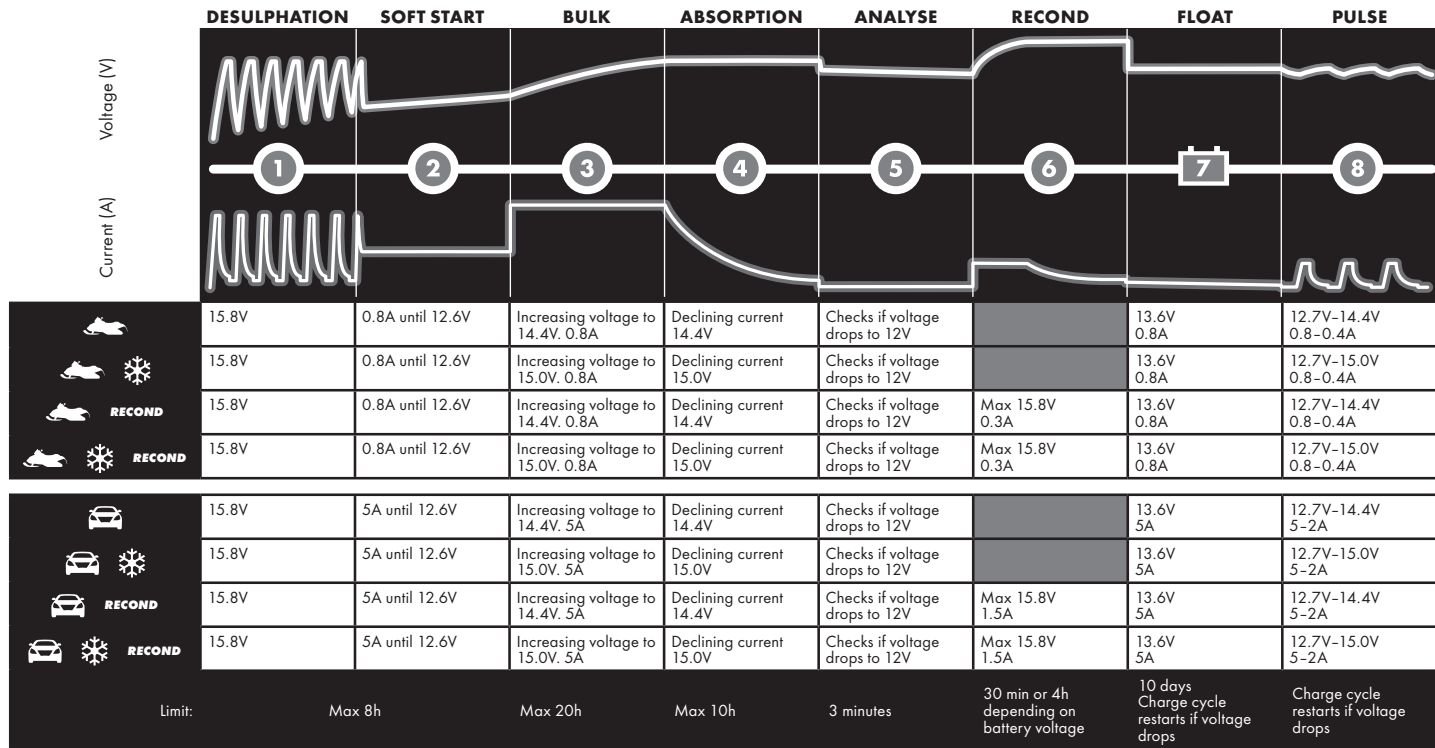 DESULPHATION SOFT START BULK ABSORPTION ANALYSE RECOND FLOAT PULSE
Voltage (V)
1 2 3 4 5 6 7 8
Current (A)
15.8V 0.8A until 12.6V Increasing voltage to Declining current Checks if voltage 13.6V 12.7V–14.4V
14.4V. 0.8A 14.4V drops to 12V 0.8A 0.8–0.4A
15.8V 0.8A until 12.6V Increasing voltage to Declining current Checks if voltage 13.6V 12.7V–15.0V
15.0V. 0.8A 15.0V drops to 12V 0.8A 0.8–0.4A
RECOND 15.8V 0.8A until 12.6V Increasing voltage to Declining current Checks if voltage Max 15.8V 13.6V 12.7V–14.4V
14.4V. 0.8A 14.4V drops to 12V 0.3A 0.8A 0.8–0.4A
RECOND 15.8V 0.8A until 12.6V Increasing voltage to Declining current Checks if voltage Max 15.8V 13.6V 12.7V–15.0V
15.0V. 0.8A 15.0V drops to 12V 0.3A 0.8A 0.8–0.4A
15.8V 5A until 12.6V Increasing voltage to Declining current Checks if voltage 13.6V 12.7V–14.4V
14.4V. 5A 14.4V drops to 12V 5A 5–2A
15.8V 5A until 12.6V Increasing voltage to Declining current Checks if voltage 13.6V 12.7V–15.0V
15.0V. 5A 15.0V drops to 12V 5A 5–2A
RECOND 15.8V 5A until 12.6V Increasing voltage to Declining current Checks if voltage Max 15.8V 13.6V 12.7V–14.4V
14.4V. 5A 14.4V drops to 12V 1.5A 5A 5–2A
RECOND 15.8V 5A until 12.6V Increasing voltage to Declining current Checks if voltage Max 15.8V 13.6V 12.7V–15.0V
15.0V. 5A 15.0V drops to 12V 1.5A 5A 5–2A
Limit: Max 8h Max 20h Max 10h 3 minutes
30 min or 4h
depending on
battery voltage
10 days
Charge cycle
restarts if voltage
drops
Charge cycle
restarts if voltage
drops